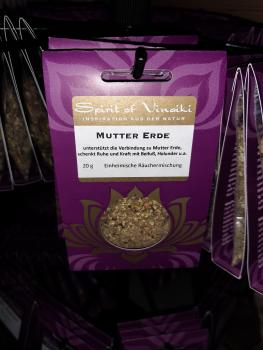 Spirit of Vinaiki
INSPIRATION AUS DER NATUR
MUTTER ERDE
unterstützt die Verbindung zu Mutter Erde,
schenkt Ruhe und Kraft mit Beifuß, Holunder u.a.
20 g Einheimische Räuchermischung